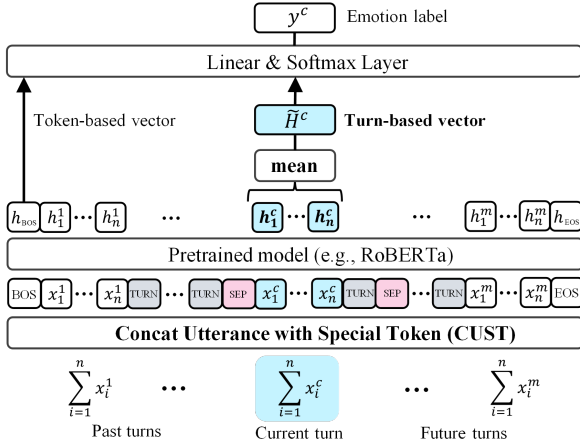 y^c Emotion label
Linear & Softmax Layer
Token-based vector H̃^c Turn-based vector
mean
h_BOS h_1^1 ··· h_n^1 ··· h_1^c ··· h_n^c ··· h_1^m ··· h_n^m h_EOS
Pretrained model (e.g., RoBERTa)
BOS x_1^1 ··· x_n^1 TURN ··· TURN SEP x_1^c ··· x_n^c TURN SEP ··· TURN x_1^m ··· x_n^m EOS
Concat Utterance with Special Token (CUST)
∑_{i=1}^{n} x_i^1 ··· ∑_{i=1}^{n} x_i^c ··· ∑_{i=1}^{n} x_i^m
Past turns Current turn Future turns